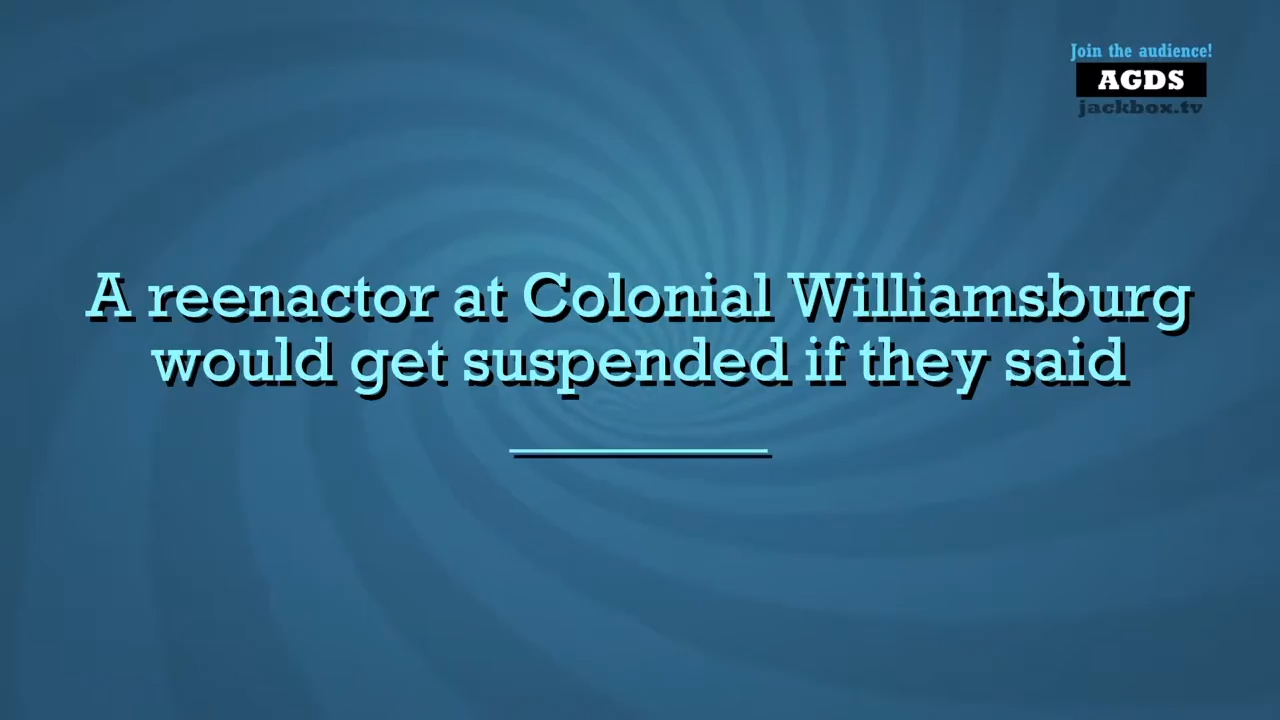 Join the audience!
AGDS
jackbox.tv
A reenactor at Colonial Williamsburg
would get suspended if they said